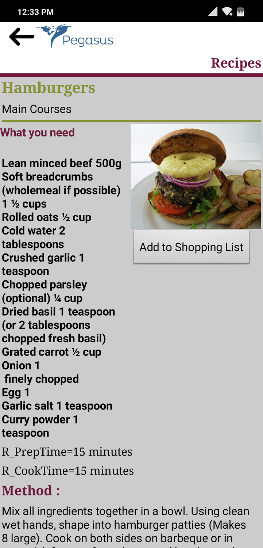 12:33 PM
Pegasus
Recipes
Hamburgers
Main Courses
What you need
Lean minced beef 500g
Soft breadcrumbs
(wholemeal if possible)
1 ½ cups
Rolled oats ½ cup
Cold water 2
tablespoons
Crushed garlic 1
teaspoon
Chopped parsley
(optional) ¼ cup
Dried basil 1 teaspoon
(or 2 tablespoons
chopped fresh basil)
Grated carrot ½ cup
Onion 1
finely chopped
Egg 1
Garlic salt 1 teaspoon
Curry powder 1
teaspoon
Add to Shopping List
R_PrepTime=15 minutes
R_CookTime=15 minutes
Method :
Mix all ingredients together in a bowl. Using clean
wet hands, shape into hamburger patties (Makes
8 large). Cook on both sides on barbeque or in